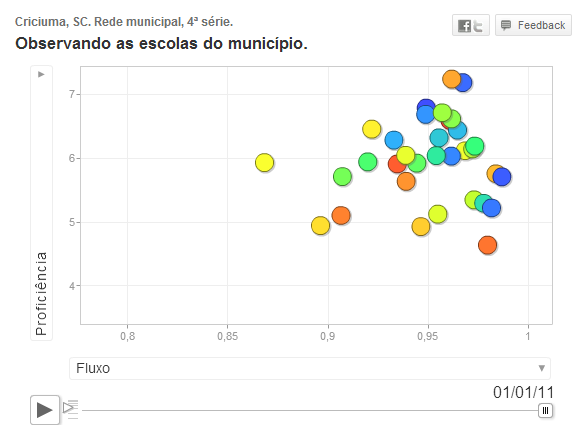 Criciuma, SC. Rede municipal, 4ª série.
Feedback
Observando as escolas do município.
7
6
5
4
Proficiência
0,8
0,85
0,9
0,95
1
Fluxo
01/01/11